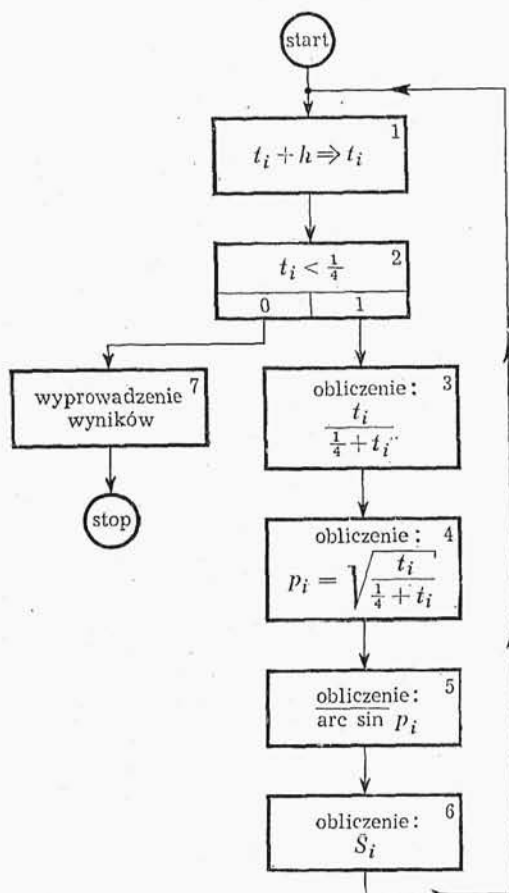 start
1
t_i + h ⇒ t_i
2
t_i < 1/4
0 1
7
wyprowadzenie
wyników
stop
3
obliczenie:
t_i / (1/4 + t_i)
4
obliczenie:
p_i = √(t_i / (1/4 + t_i))
5
obliczenie:
arc sin p_i
6
obliczenie:
S_i